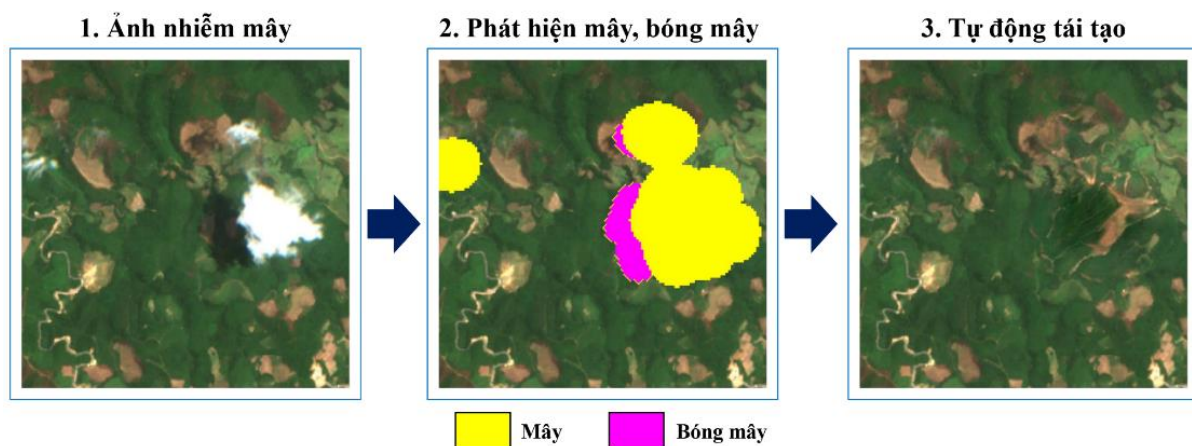 1. Ảnh nhiễm mây
2. Phát hiện mây, bóng mây
3. Tự động tái tạo
Mây
Bóng mây